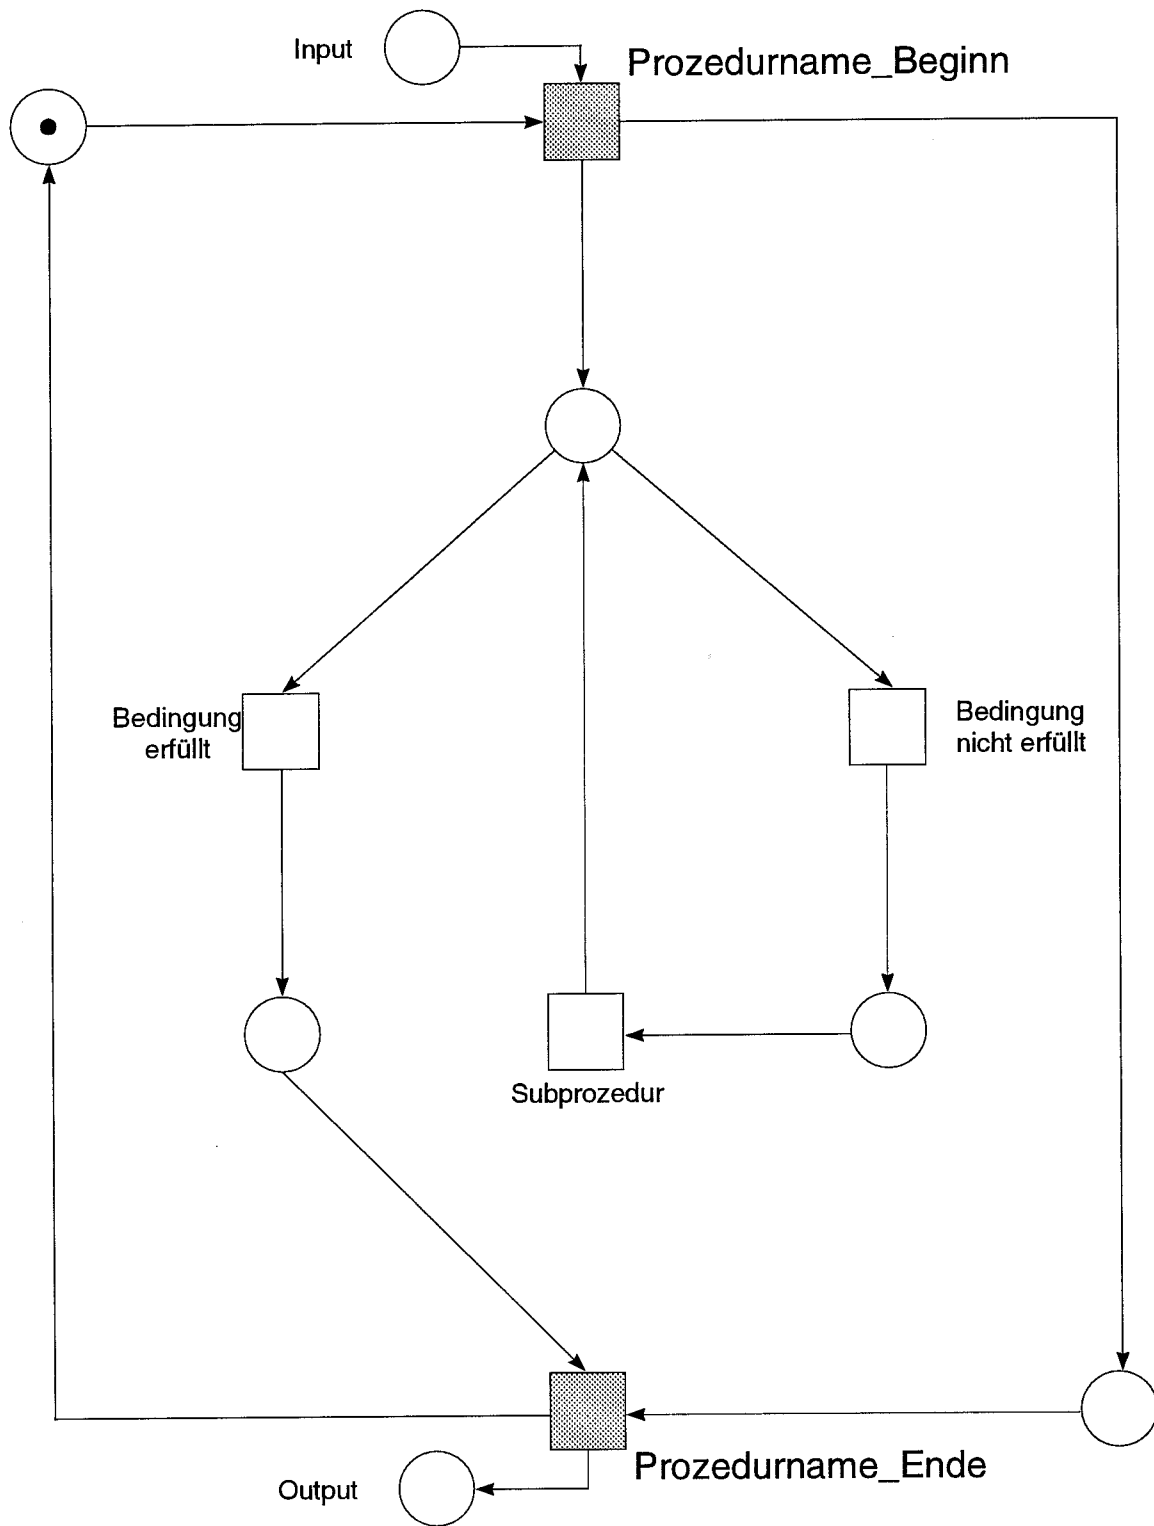 Input
Prozedurname_Beginn
Bedingung
erfüllt
Bedingung
nicht erfüllt
Subprozedur
Prozedurname_Ende
Output